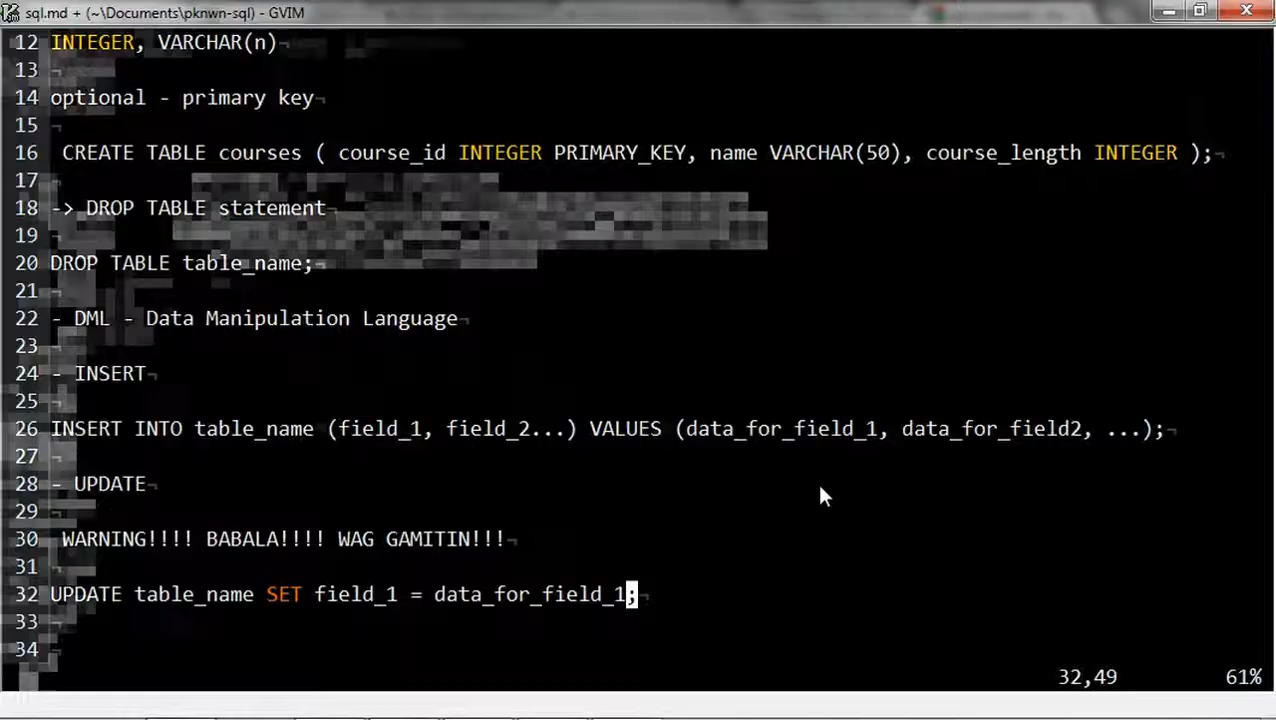 sql.md + (~\Documents\pknwn-sql) - GVIM
12 INTEGER, VARCHAR(n)
13
14 optional - primary key
15
16 CREATE TABLE courses ( course_id INTEGER PRIMARY_KEY, name VARCHAR(50), course_length INTEGER );
17
18 -> DROP TABLE statement
19
20 DROP TABLE table_name;
21
22 - DML - Data Manipulation Language
23
24 - INSERT
25
26 INSERT INTO table_name (field_1, field_2...) VALUES (data_for_field_1, data_for_field2, ...);
27
28 - UPDATE
29
30 WARNING!!!! BABALA!!!! WAG GAMITIN!!!
31
32 UPDATE table_name SET field_1 = data_for_field_1;
33
34
32,49 61%